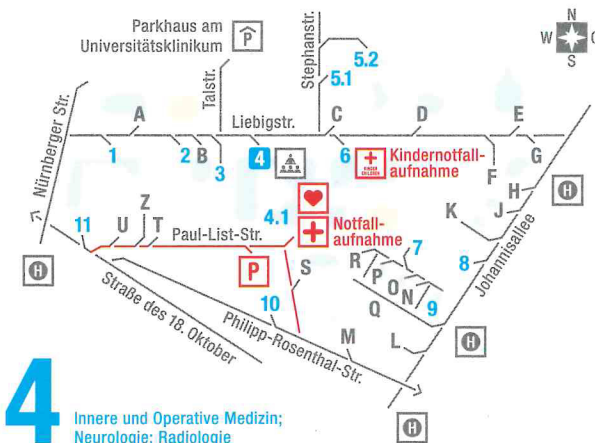 Parkhaus am
Universitätsklinikum
P
Stephanstr.
5.2
5.1
N
W
S
Nürnberger Str.
Talstr.
A
Liebigstr.
C
D
E
1
2
B
3
4
6
Kindernotfall-
aufnahme
F
G
H
H
J
K
Johannisallee
11
U
Z
T
Paul-List-Str.
4.1
Notfall-
aufnahme
P
S
R
P
O
N
7
8
9
Q
H
Straße des 18. Oktober
10
Philipp-Rosenthal-Str.
M
L
H
H
4
Innere und Operative Medizin;
Neurologie; Radiologie